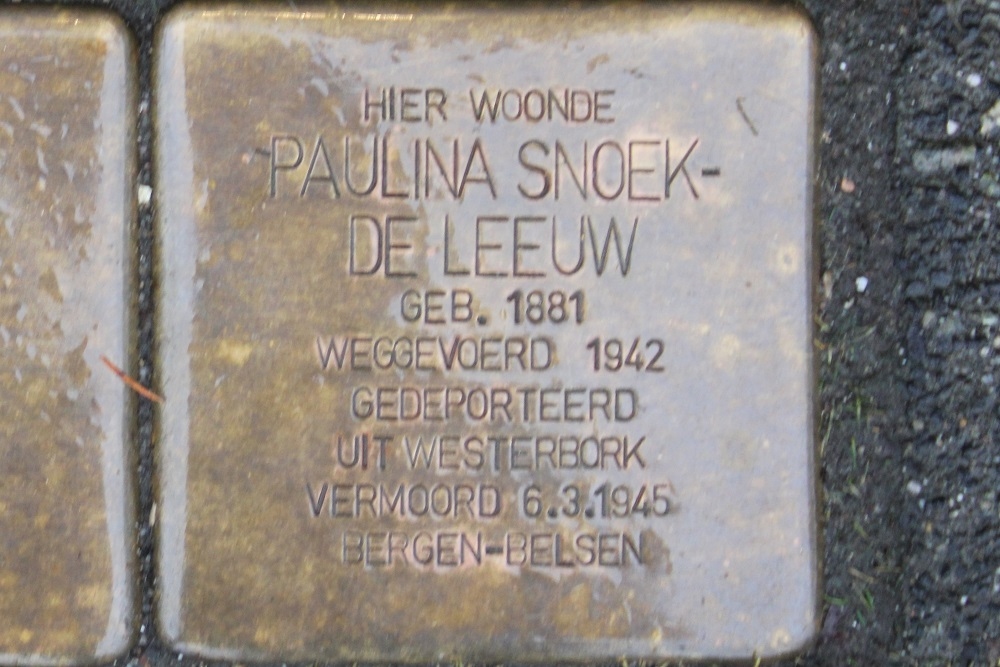 HIER WOONDE
PAULINA SNOEK-
DE LEEUW
GEB. 1881
WEGGEVOERD 1942
GEDEPORTEERD
UIT WESTERBORK
VERMOORD 6.3.1945
BERGEN-BELSEN